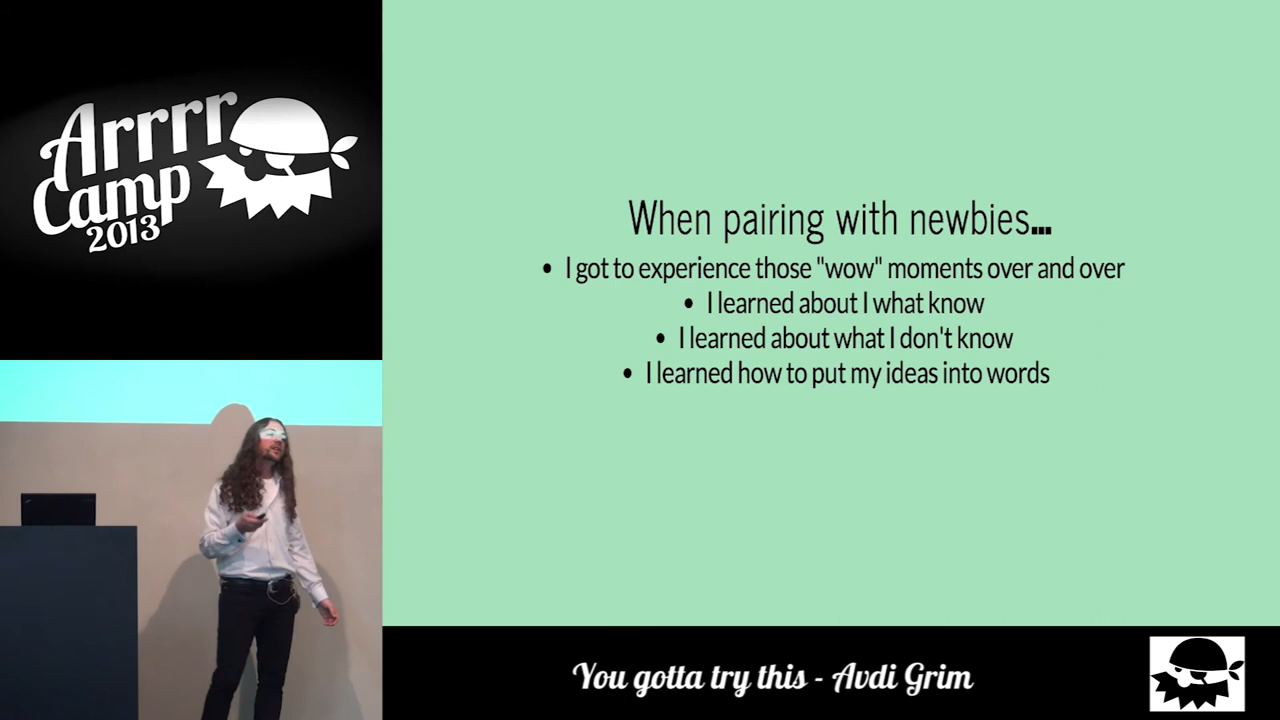 Arrrr
Camp
2013
When pairing with newbies...
• I got to experience those "wow" moments over and over
• I learned about I what know
• I learned about what I don't know
• I learned how to put my ideas into words
You gotta try this - Avdi Grim